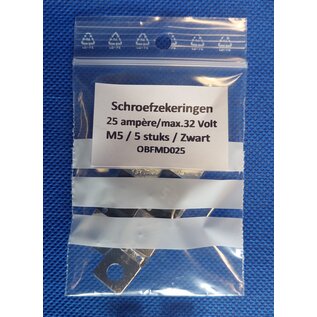 Schroefzekeringen
25 ampère/max.32 Volt
M5 / 5 stuks / Zwart
OBFMD025